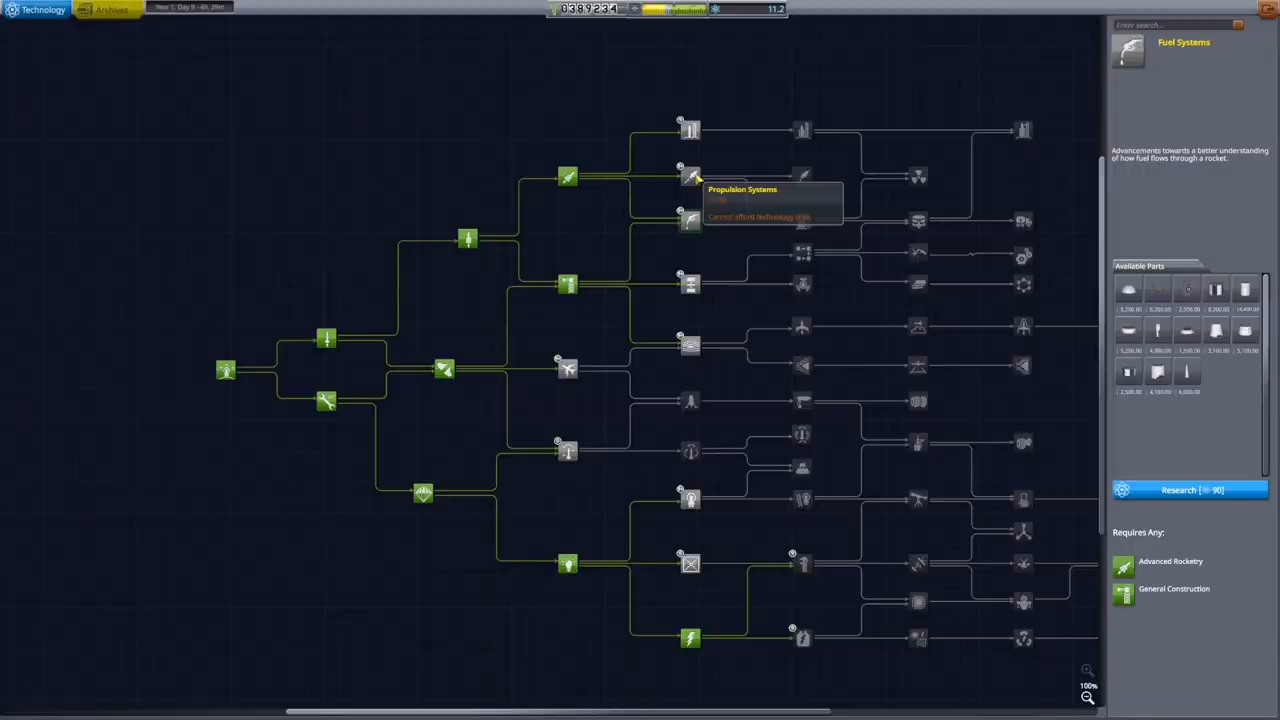 Technology
Archives
Year 1, Day 9 - 4h, 29m
0389234
11.2
Enter search...
Fuel Systems
Advancements towards a better understanding
of how fuel flows through a rocket.
Propulsion Systems
Cannot afford technology
Available Parts
Research [ 90]
Requires Any:
Advanced Rocketry
General Construction
100%